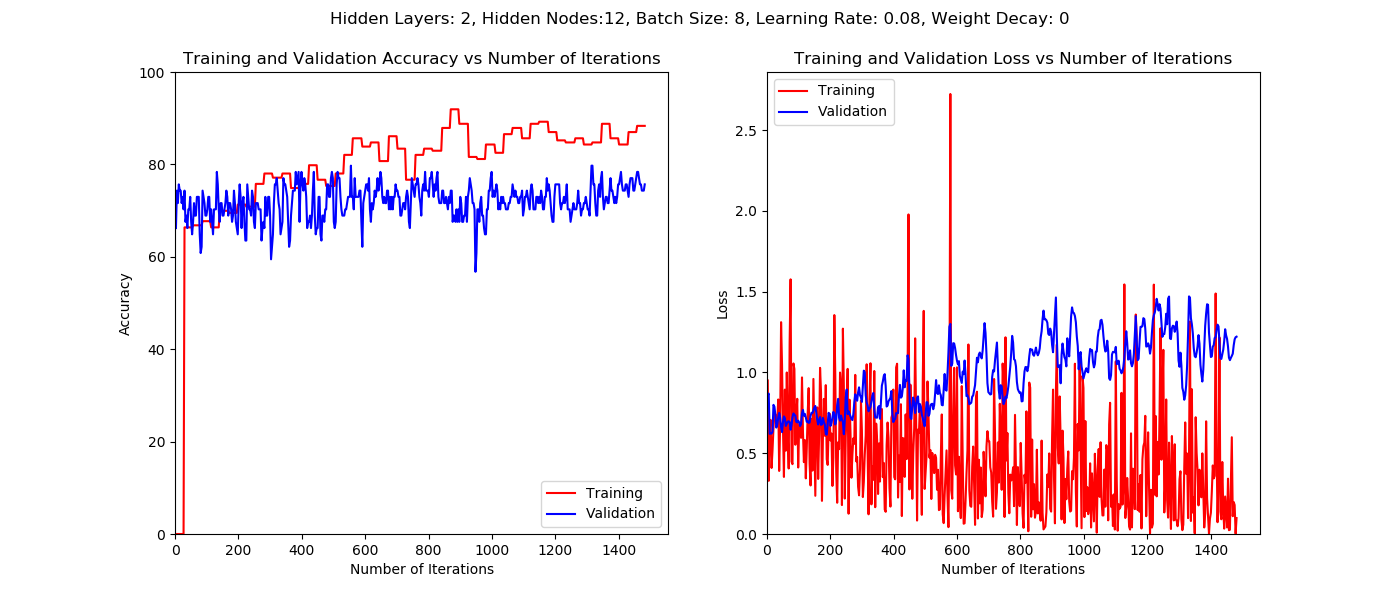 Hidden Layers: 2, Hidden Nodes:12, Batch Size: 8, Learning Rate: 0.08, Weight Decay: 0
Training and Validation Accuracy vs Number of Iterations
100
80
60
40
20
0
Accuracy
Training
Validation
0 200 400 600 800 1000 1200 1400
Number of Iterations
Training and Validation Loss vs Number of Iterations
Training
Validation
2.5
2.0
1.5
1.0
0.5
0.0
Loss
0 200 400 600 800 1000 1200 1400
Number of Iterations